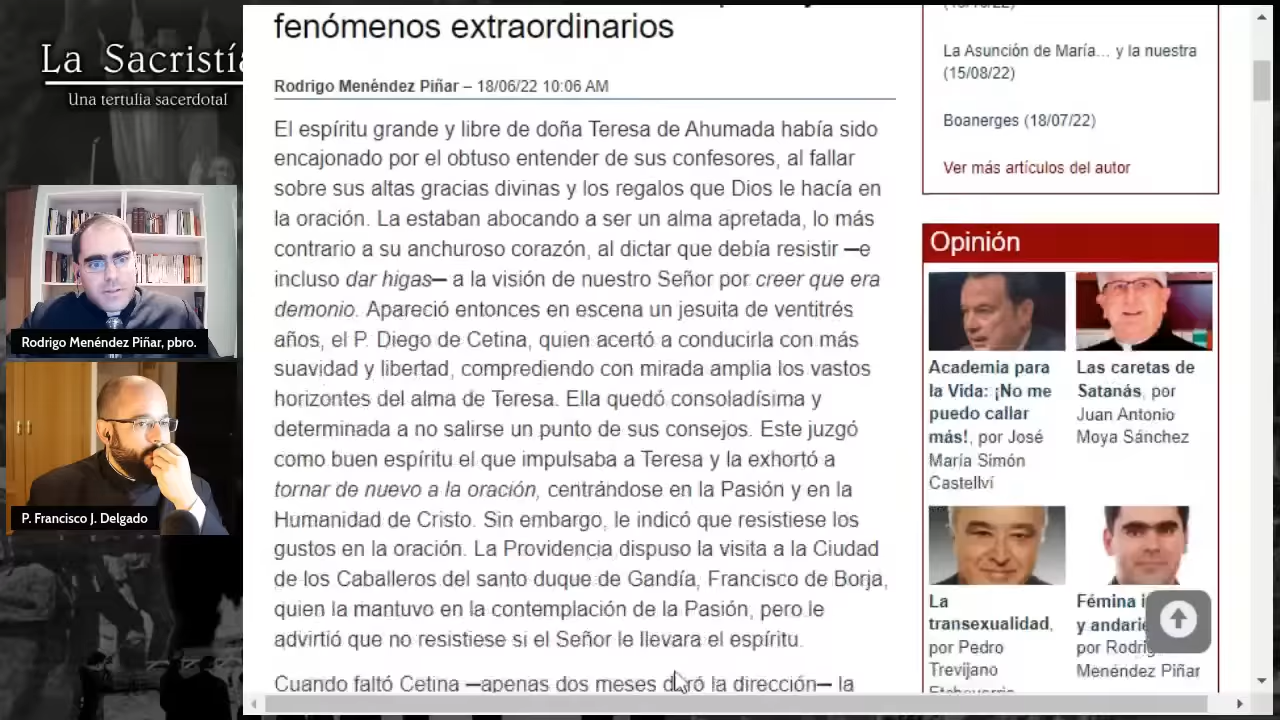 La Sacristía
Una tertulia sacerdotal
Rodrigo Menéndez Piñar, pbro.
P. Francisco J. Delgado
fenómenos extraordinarios
Rodrigo Menéndez Piñar – 18/06/22 10:06 AM
El espíritu grande y libre de doña Teresa de Ahumada había sido
encajonado por el obtuso entender de sus confesores, al fallar
sobre sus altas gracias divinas y los regalos que Dios le hacía en
la oración. La estaban abocando a ser un alma apretada, lo más
contrario a su anchuroso corazón, al dictar que debía resistir —e
incluso dar higas— a la visión de nuestro Señor por creer que era
demonio. Apareció entonces en escena un jesuita de ventitrés
años, el P. Diego de Cetina, quien acertó a conducirla con más
suavidad y libertad, comprediendo con mirada amplia los vastos
horizontes del alma de Teresa. Ella quedó consoladísima y
determinada a no salirse un punto de sus consejos. Este juzgó
como buen espíritu el que impulsaba a Teresa y la exhortó a
tornar de nuevo a la oración, centrándose en la Pasión y en la
Humanidad de Cristo. Sin embargo, le indicó que resistiese los
gustos en la oración. La Providencia dispuso la visita a la Ciudad
de los Caballeros del santo duque de Gandía, Francisco de Borja,
quien la mantuvo en la contemplación de la Pasión, pero le
advirtió que no resistiese si el Señor le llevara el espíritu.
Cuando faltó Cetina —apenas dos meses duró la dirección— la
La Asunción de María… y la nuestra
(15/08/22)
Boanerges (18/07/22)
Ver más artículos del autor
Opinión
Academia para
la Vida: ¡No me
puedo callar
más!, por José
María Simón
Castellví
Las caretas de
Satanás, por
Juan Antonio
Moya Sánchez
La
transexualidad,
por Pedro
Trevijano
Etcheverria
Fémina
y
por
Menéndez Piñar